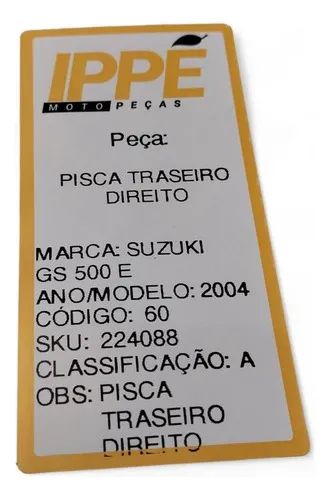 IPPÊ
MOTO PEÇAS
Peça:
PISCA TRASEIRO
DIREITO
MARCA: SUZUKI
GS 500 E
ANO/MODELO: 2004
CÓDIGO: 60
SKU: 224088
CLASSIFICAÇÃO: A
OBS: PISCA
TRASEIRO
DIREITO